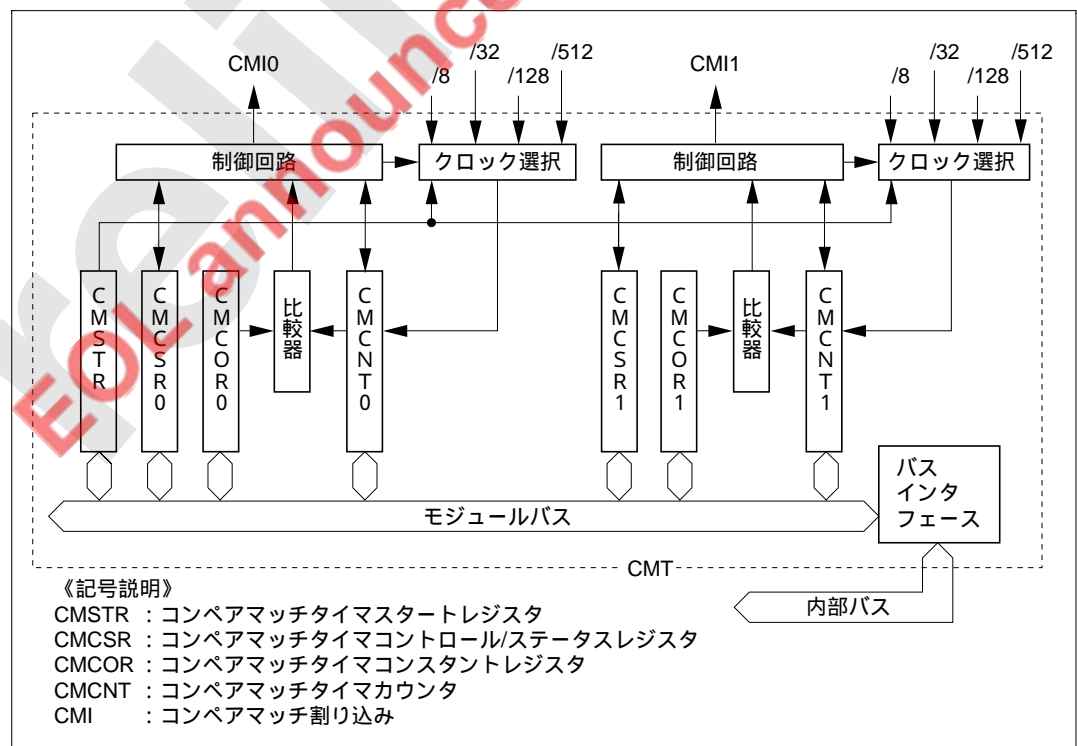 CMI0
/8
/32
/128
/512
CMI1
/8
/32
/128
/512
制御回路
クロック選択
制御回路
クロック選択
CMSTR
CMCSR0
CMCOR0
比較器
CMCNT0
CMCSR1
CMCOR1
比較器
CMCNT1
モジュールバス
バス
インタ
フェース
CMT
内部バス
《記号説明》
CMSTR : コンペアマッチタイマスタートレジスタ
CMCSR : コンペアマッチタイマコントロール/ステータスレジスタ
CMCOR : コンペアマッチタイマコンスタントレジスタ
CMCNT : コンペアマッチタイマカウンタ
CMI : コンペアマッチ割り込み
EOL announc